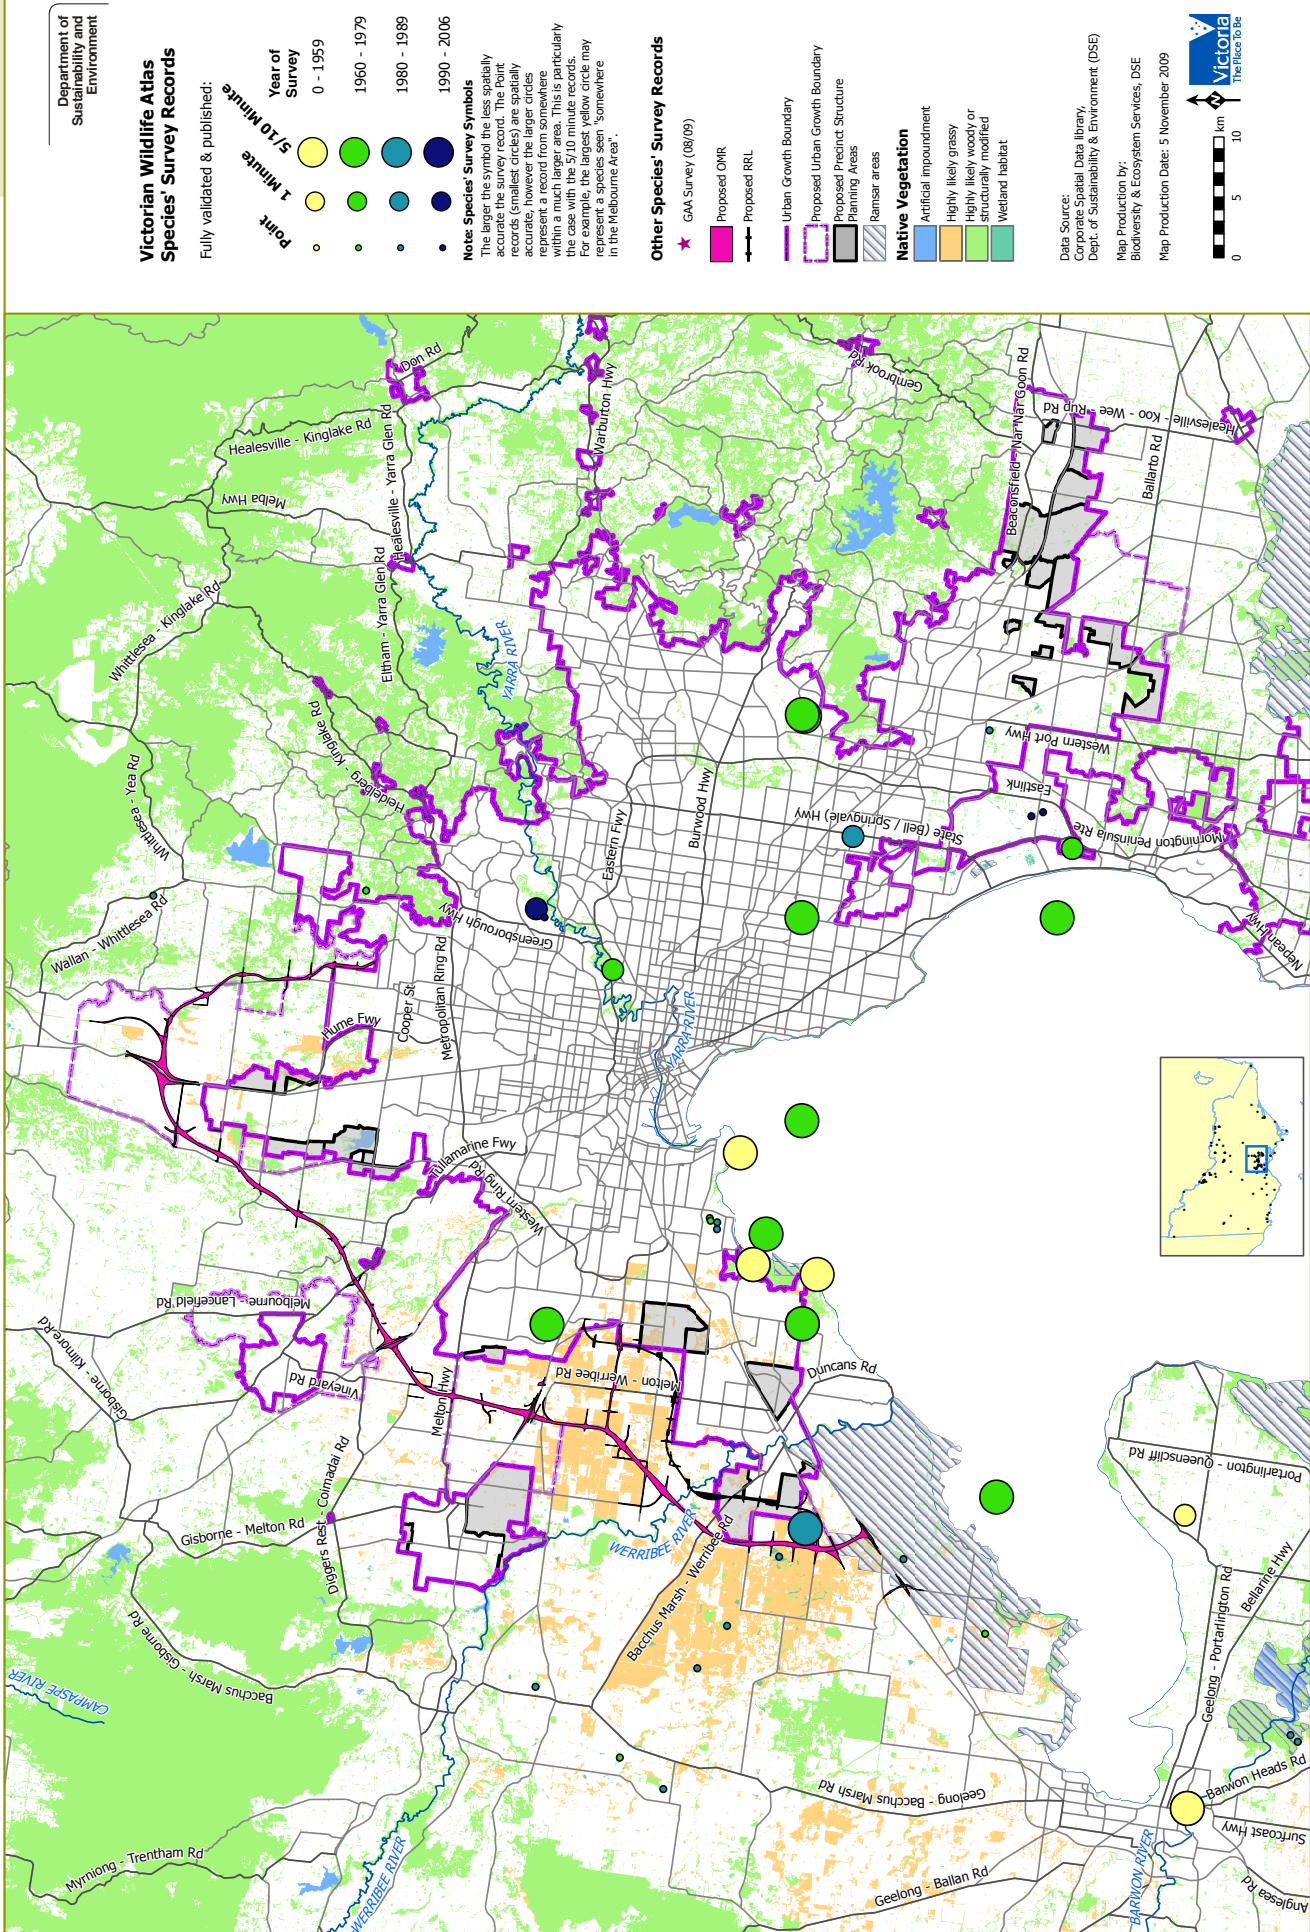 Department of
Sustainability and
Environment
Victorian Wildlife Atlas
Species' Survey Records
Fully validated & published:
Point
1 Minute
5/10 Minute
Year of
Survey
0 - 1959
1960 - 1979
1980 - 1989
1990 - 2006
Note: Species' Survey Symbols
The larger the symbol the less spatially
accurate the survey record. The Point
records (smallest circles) are spatially
accurate, however the larger circles
represent a record from somewhere
within a much larger area. This is particularly
the case with the 5/10 minute records.
For example, the largest yellow circle may
represent a species seen "somewhere
in the Melbourne Area".
Other Species' Survey Records
GAA Survey (08/09)
Proposed OMR
Proposed RRL
Urban Growth Boundary
Proposed Urban Growth Boundary
Proposed Precinct Structure
Planning Areas
Ramsar areas
Native Vegetation
Artificial impoundment
Highly likely grassy
Highly likely woody or
structurally modified
Wetland habitat
Data Source:
Corporate Spatial Data library,
Dept. of Sustainability & Environment (DSE)
Map Production by:
Biodiversity & Ecosystem Services, DSE
Map Production Date: 5 November 2009
0 5 10
km
N
Victoria
The Place To Be
CAMPASPE RIVER
Myrniong - Trentham Rd
WERRIBEE RIVER
Bacchus Marsh - Gisborne Rd
Gisborne - Kilmore Rd
Gisborne - Melton Rd
Diggers Rest - Coimadai Rd
Vineyard Rd
Melbourne - Lancefield Rd
Melton Hwy
Tullamarine Fwy
Western Ring Rd
Melton - Werribee Rd
WERRIBEE RIVER
Bacchus Marsh - Werribee Rd
Duncans Rd
Geelong - Bacchus Marsh Rd
Geelong - Ballan Rd
BARWON RIVER
Anglesea Rd
Surfcoast Hwy
Barwon Heads Rd
Geelong - Portarlington Rd
Bellarine Hwy
Portarlington - Queenscliff Rd
Wallan - Whittlesea Rd
Whittlesea - Yea Rd
Whittlesea - Kinglake Rd
Hume Fwy
Cooper St
Metropolitan Ring Rd
Greensborough Hwy
Heidelberg - Kinglake Rd
Eltham - Yarra Glen Rd
Healesville - Yarra Glen Rd
Melba Hwy
Healesville - Kinglake Rd
Don Rd
Warburton Hwy
YARRA RIVER
YARRA RIVER
Eastern Fwy
Burwood Hwy
State (Bell / Springvale) Hwy
Eastlink
Mornington Peninsula Rte
Nepean Hwy
Western Port Hwy
Gembrook Rd
Beaconsfield - Nar Nar Goon Rd
Healesville - Koo - Wee - Rup Rd
Ballarto Rd